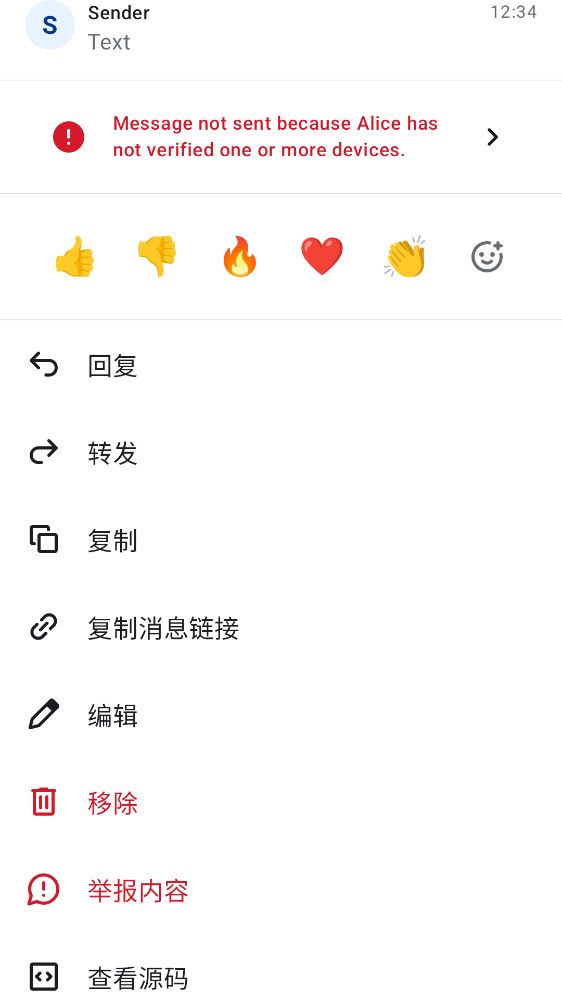 S
Sender
12:34
Text
Message not sent because Alice has
not verified one or more devices.
回复
转发
复制
复制消息链接
编辑
移除
举报内容
查看源码